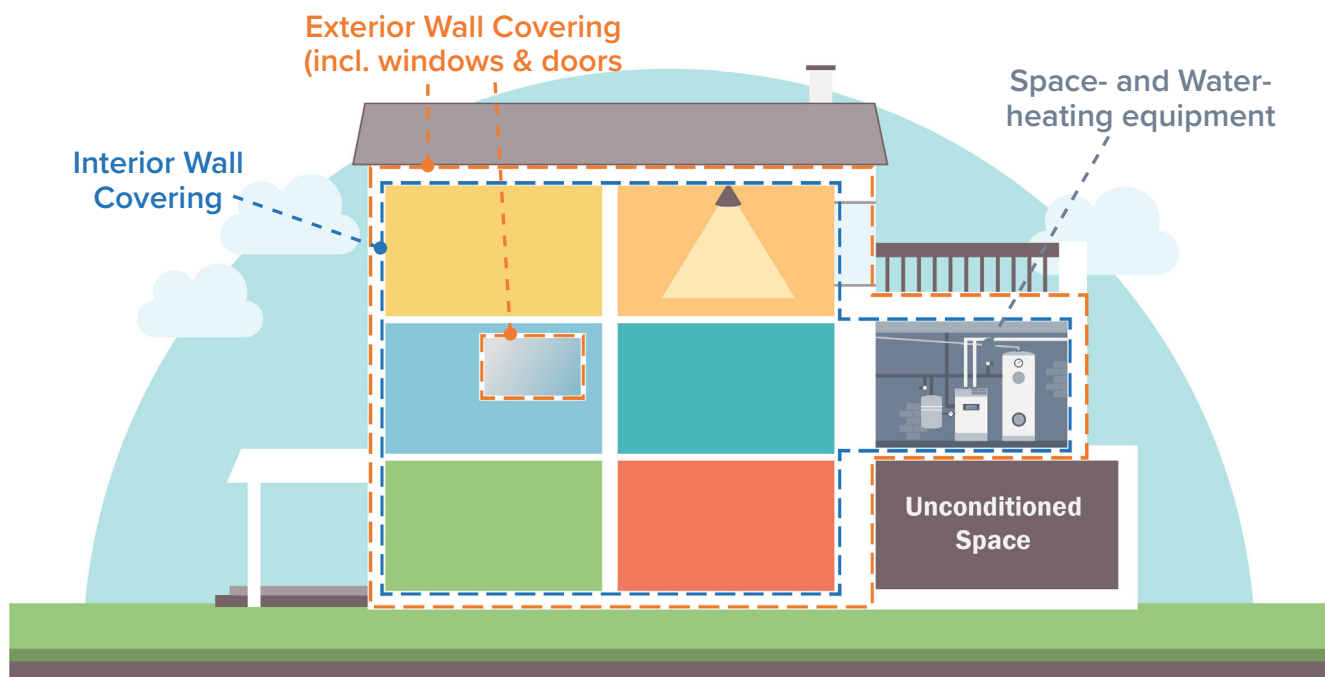 Exterior Wall Covering
(incl. windows & doors
Space- and Water-
heating equipment
Interior Wall
Covering
Unconditioned
Space